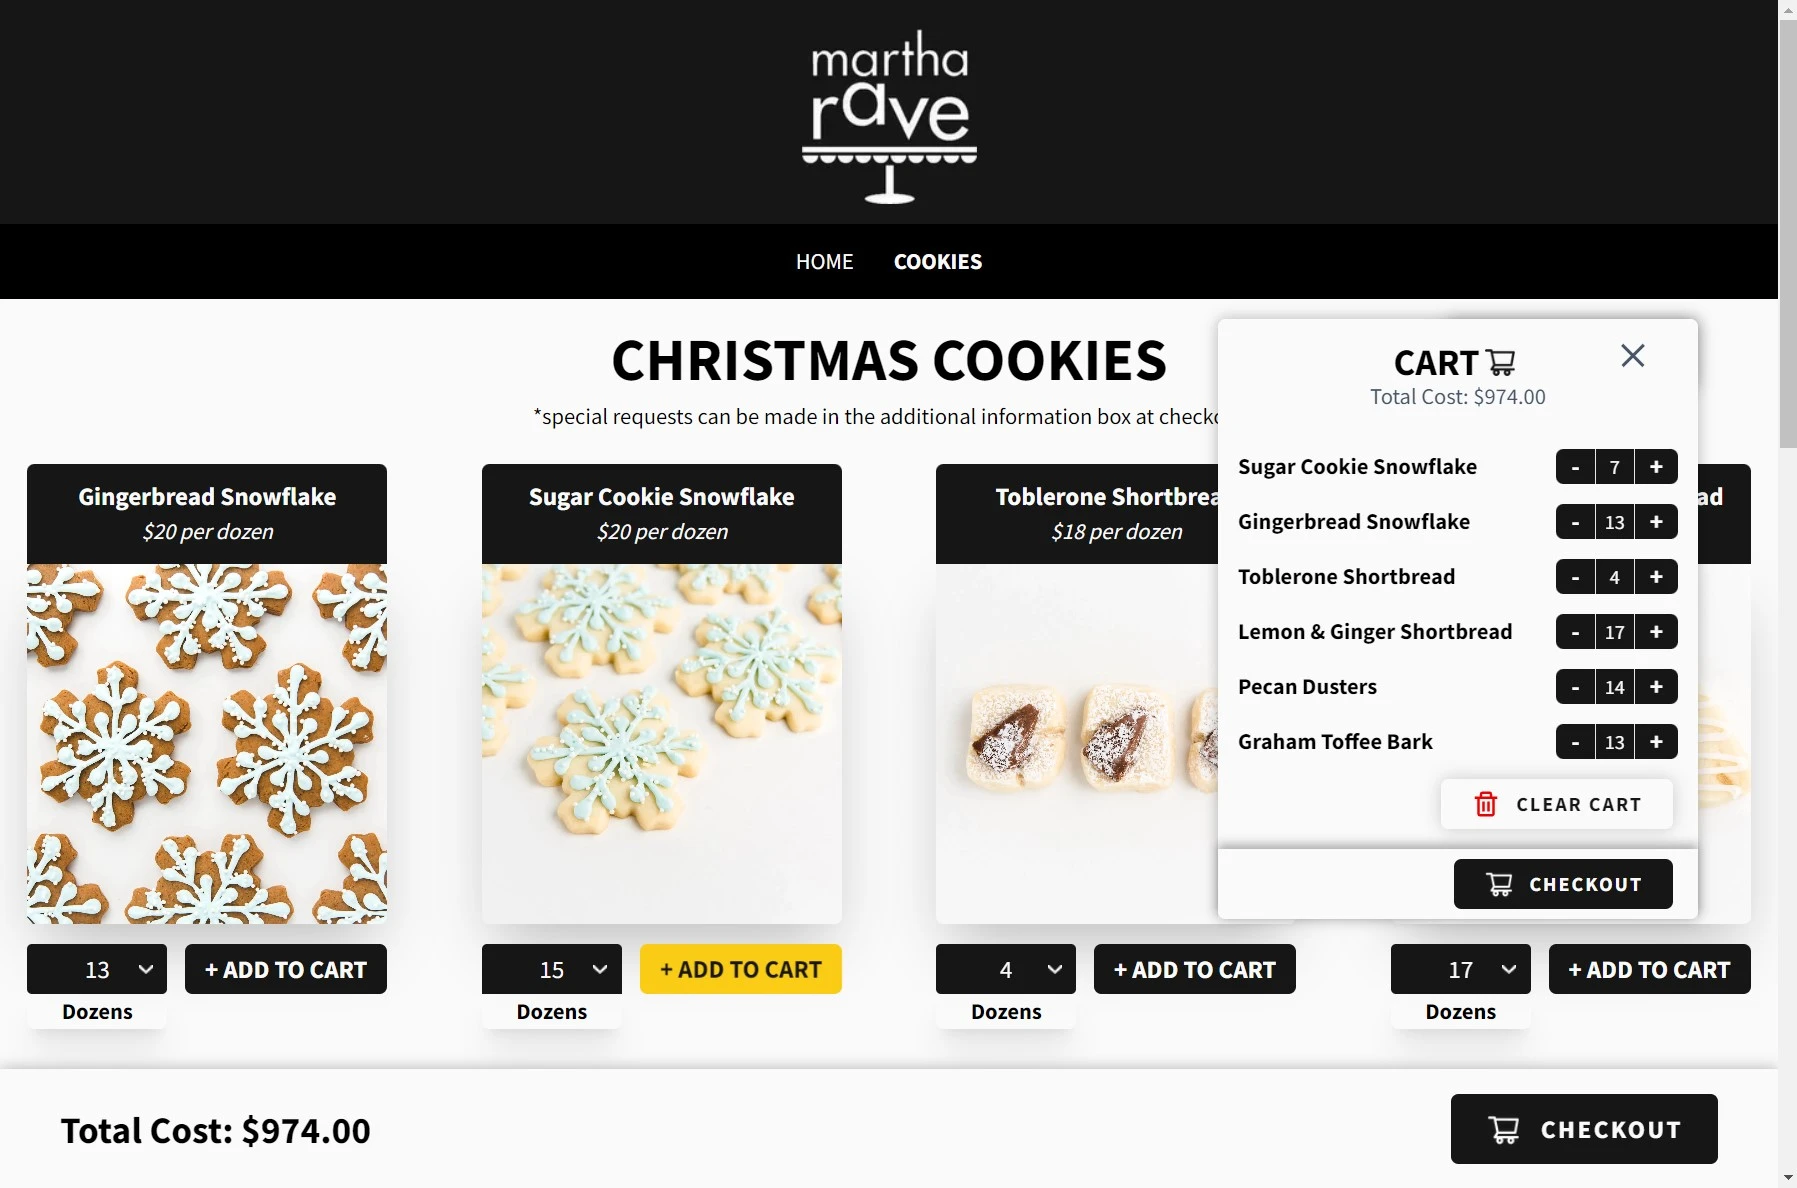 martha
rave
HOME
COOKIES
CHRISTMAS COOKIES
*special requests can be made in the additional information box at
Gingerbread Snowflake
$20 per dozen
13
+ ADD TO CART
Dozens
Sugar Cookie Snowflake
$20 per dozen
15
+ ADD TO CART
Dozens
Toblerone
$18 per dozen
4
+ ADD TO CART
Dozens
17
+ ADD TO CART
Dozens
CART
Total Cost: $974.00
Sugar Cookie Snowflake
- 7 +
Gingerbread Snowflake
- 13 +
Toblerone Shortbread
- 4 +
Lemon & Ginger Shortbread
- 17 +
Pecan Dusters
- 14 +
Graham Toffee Bark
- 13 +
CLEAR CART
CHECKOUT
Total Cost: $974.00
CHECKOUT